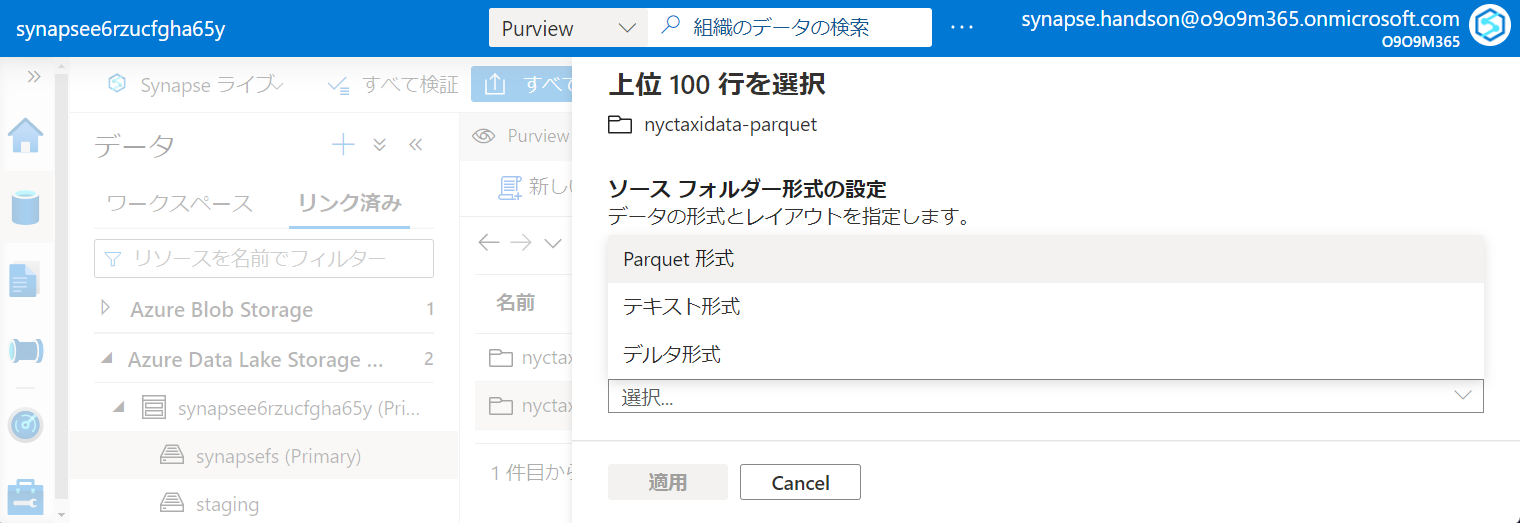 synapsee6rzucfgha65y
Purview
組織のデータの検索
synapse.handson@o9o9m365.onmicrosoft.com
O9O9M365
Synapse ライブ
すべて検証
すべて
データ
ワークスペース
リンク済み
リソースを名前でフィルター
Azure Blob Storage 1
Azure Data Lake Storage ... 2
synapsee6rzucfgha65y (Pri...
synapsefs (Primary)
staging
Purview
新しい
名前
nyctax
nyctax
1 件目から
上位 100 行を選択
nyctaxidata-parquet
ソース フォルダー形式の設定
データの形式とレイアウトを指定します。
Parquet 形式
テキスト形式
デルタ形式
選択...
適用
Cancel